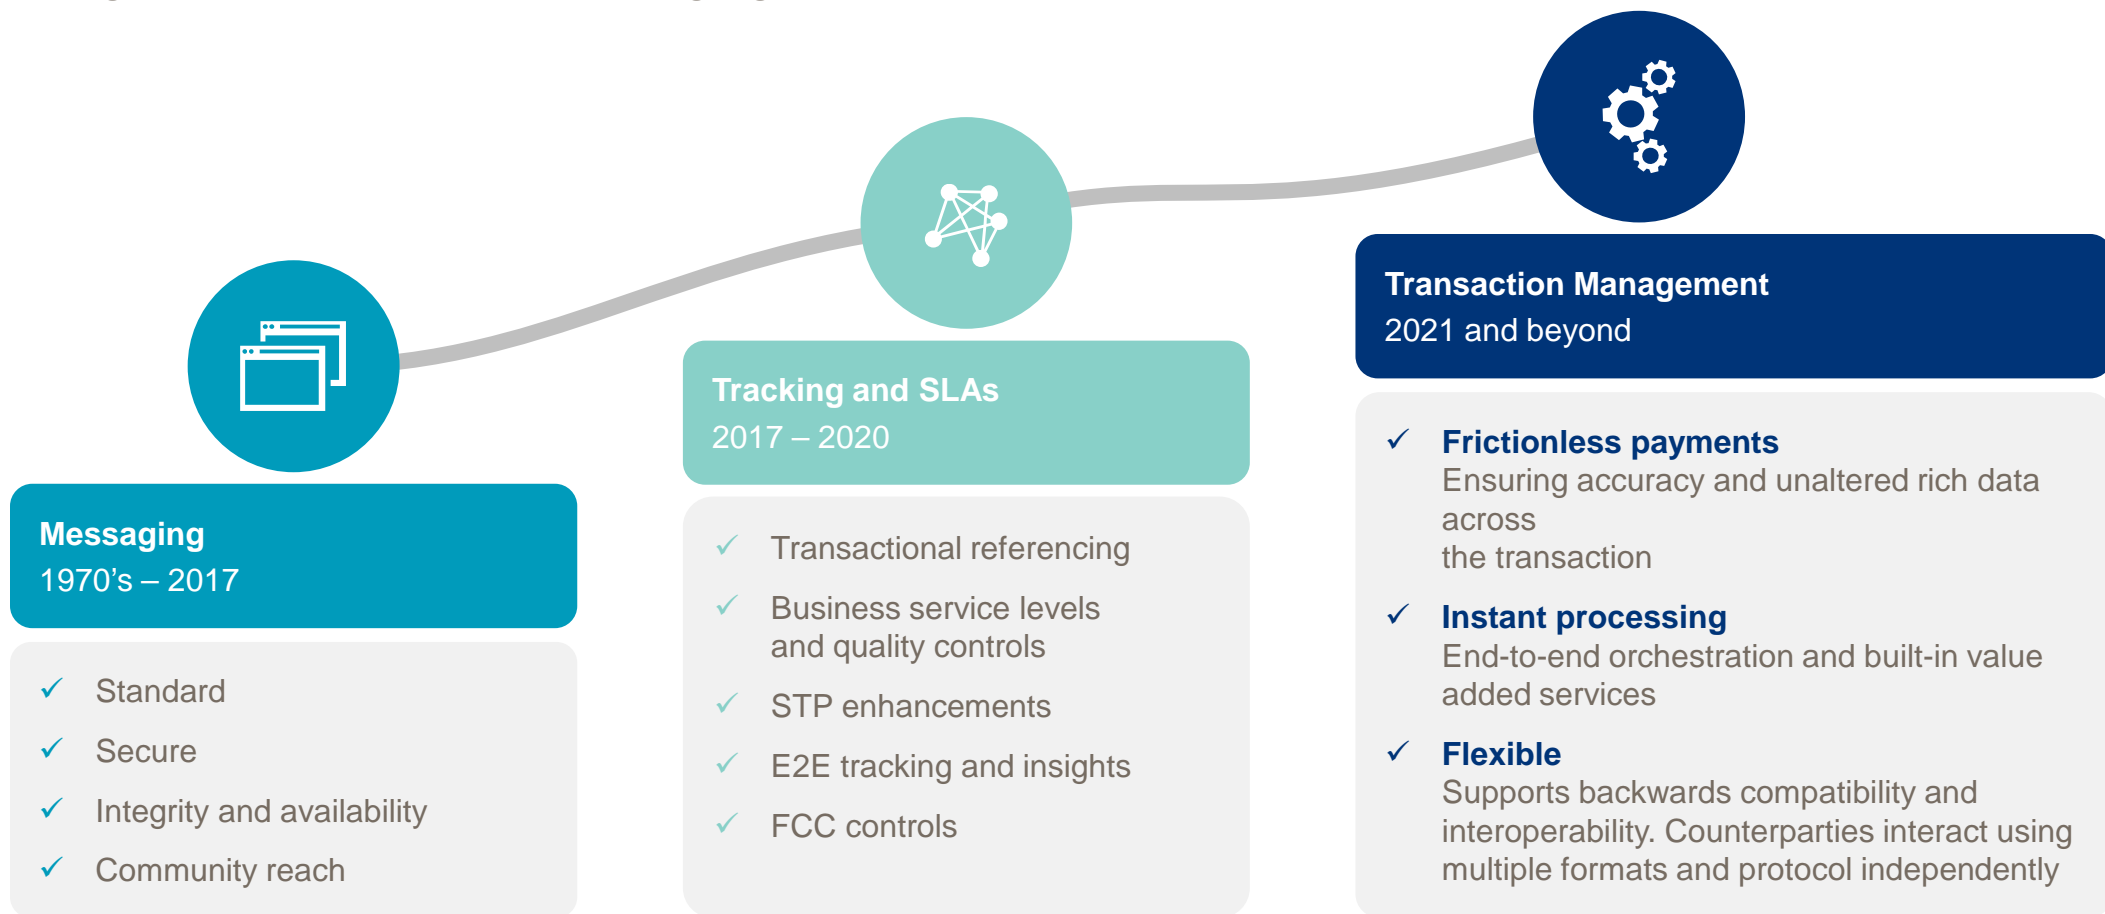 Messaging
1970’s – 2017
✓ Standard
✓ Secure
✓ Integrity and availability
✓ Community reach
Tracking and SLAs
2017 – 2020
✓ Transactional referencing
✓ Business service levels
and quality controls
✓ STP enhancements
✓ E2E tracking and insights
✓ FCC controls
Transaction Management
2021 and beyond
✓ Frictionless payments
Ensuring accuracy and unaltered rich data
across
the transaction
✓ Instant processing
End-to-end orchestration and built-in value
added services
✓ Flexible
Supports backwards compatibility and
interoperability. Counterparties interact using
multiple formats and protocol independently